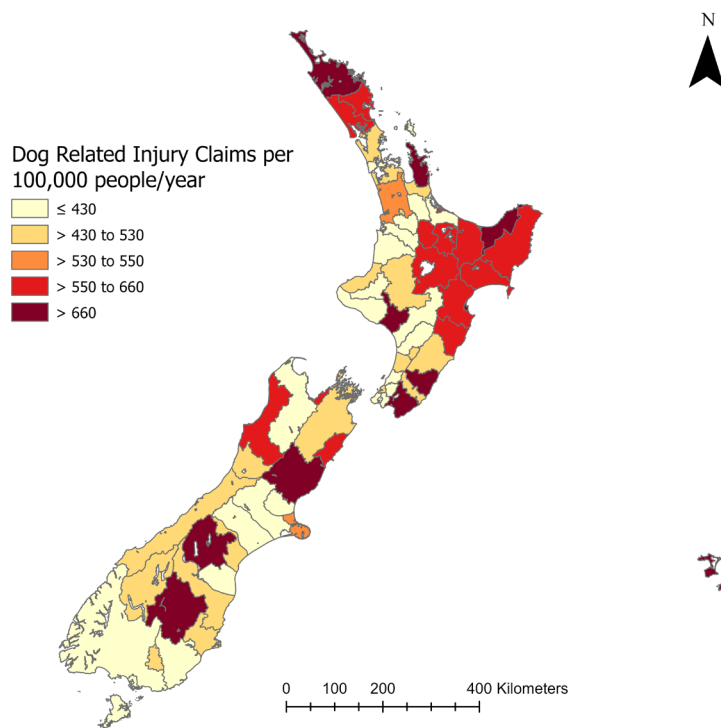 N
Dog Related Injury Claims per
100,000 people/year
≤ 430
> 430 to 530
> 530 to 550
> 550 to 660
> 660
0 100 200 400 Kilometers